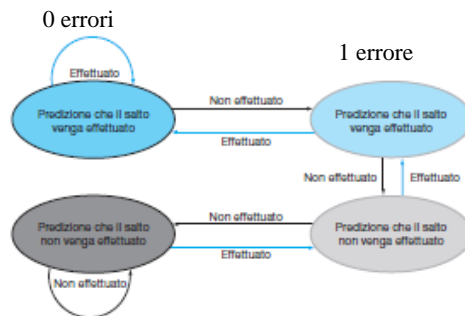 0 errori
1 errore
Effettuato
Predizione che il salto
venga effettuato
Non effettuato
Effettuato
Predizione che il salto
venga effettuato
Non effettuato
Effettuato
Predizione che il salto
non venga effettuato
Non effettuato
Effettuato
Predizione che il salto
non venga effettuato
Non effettuato